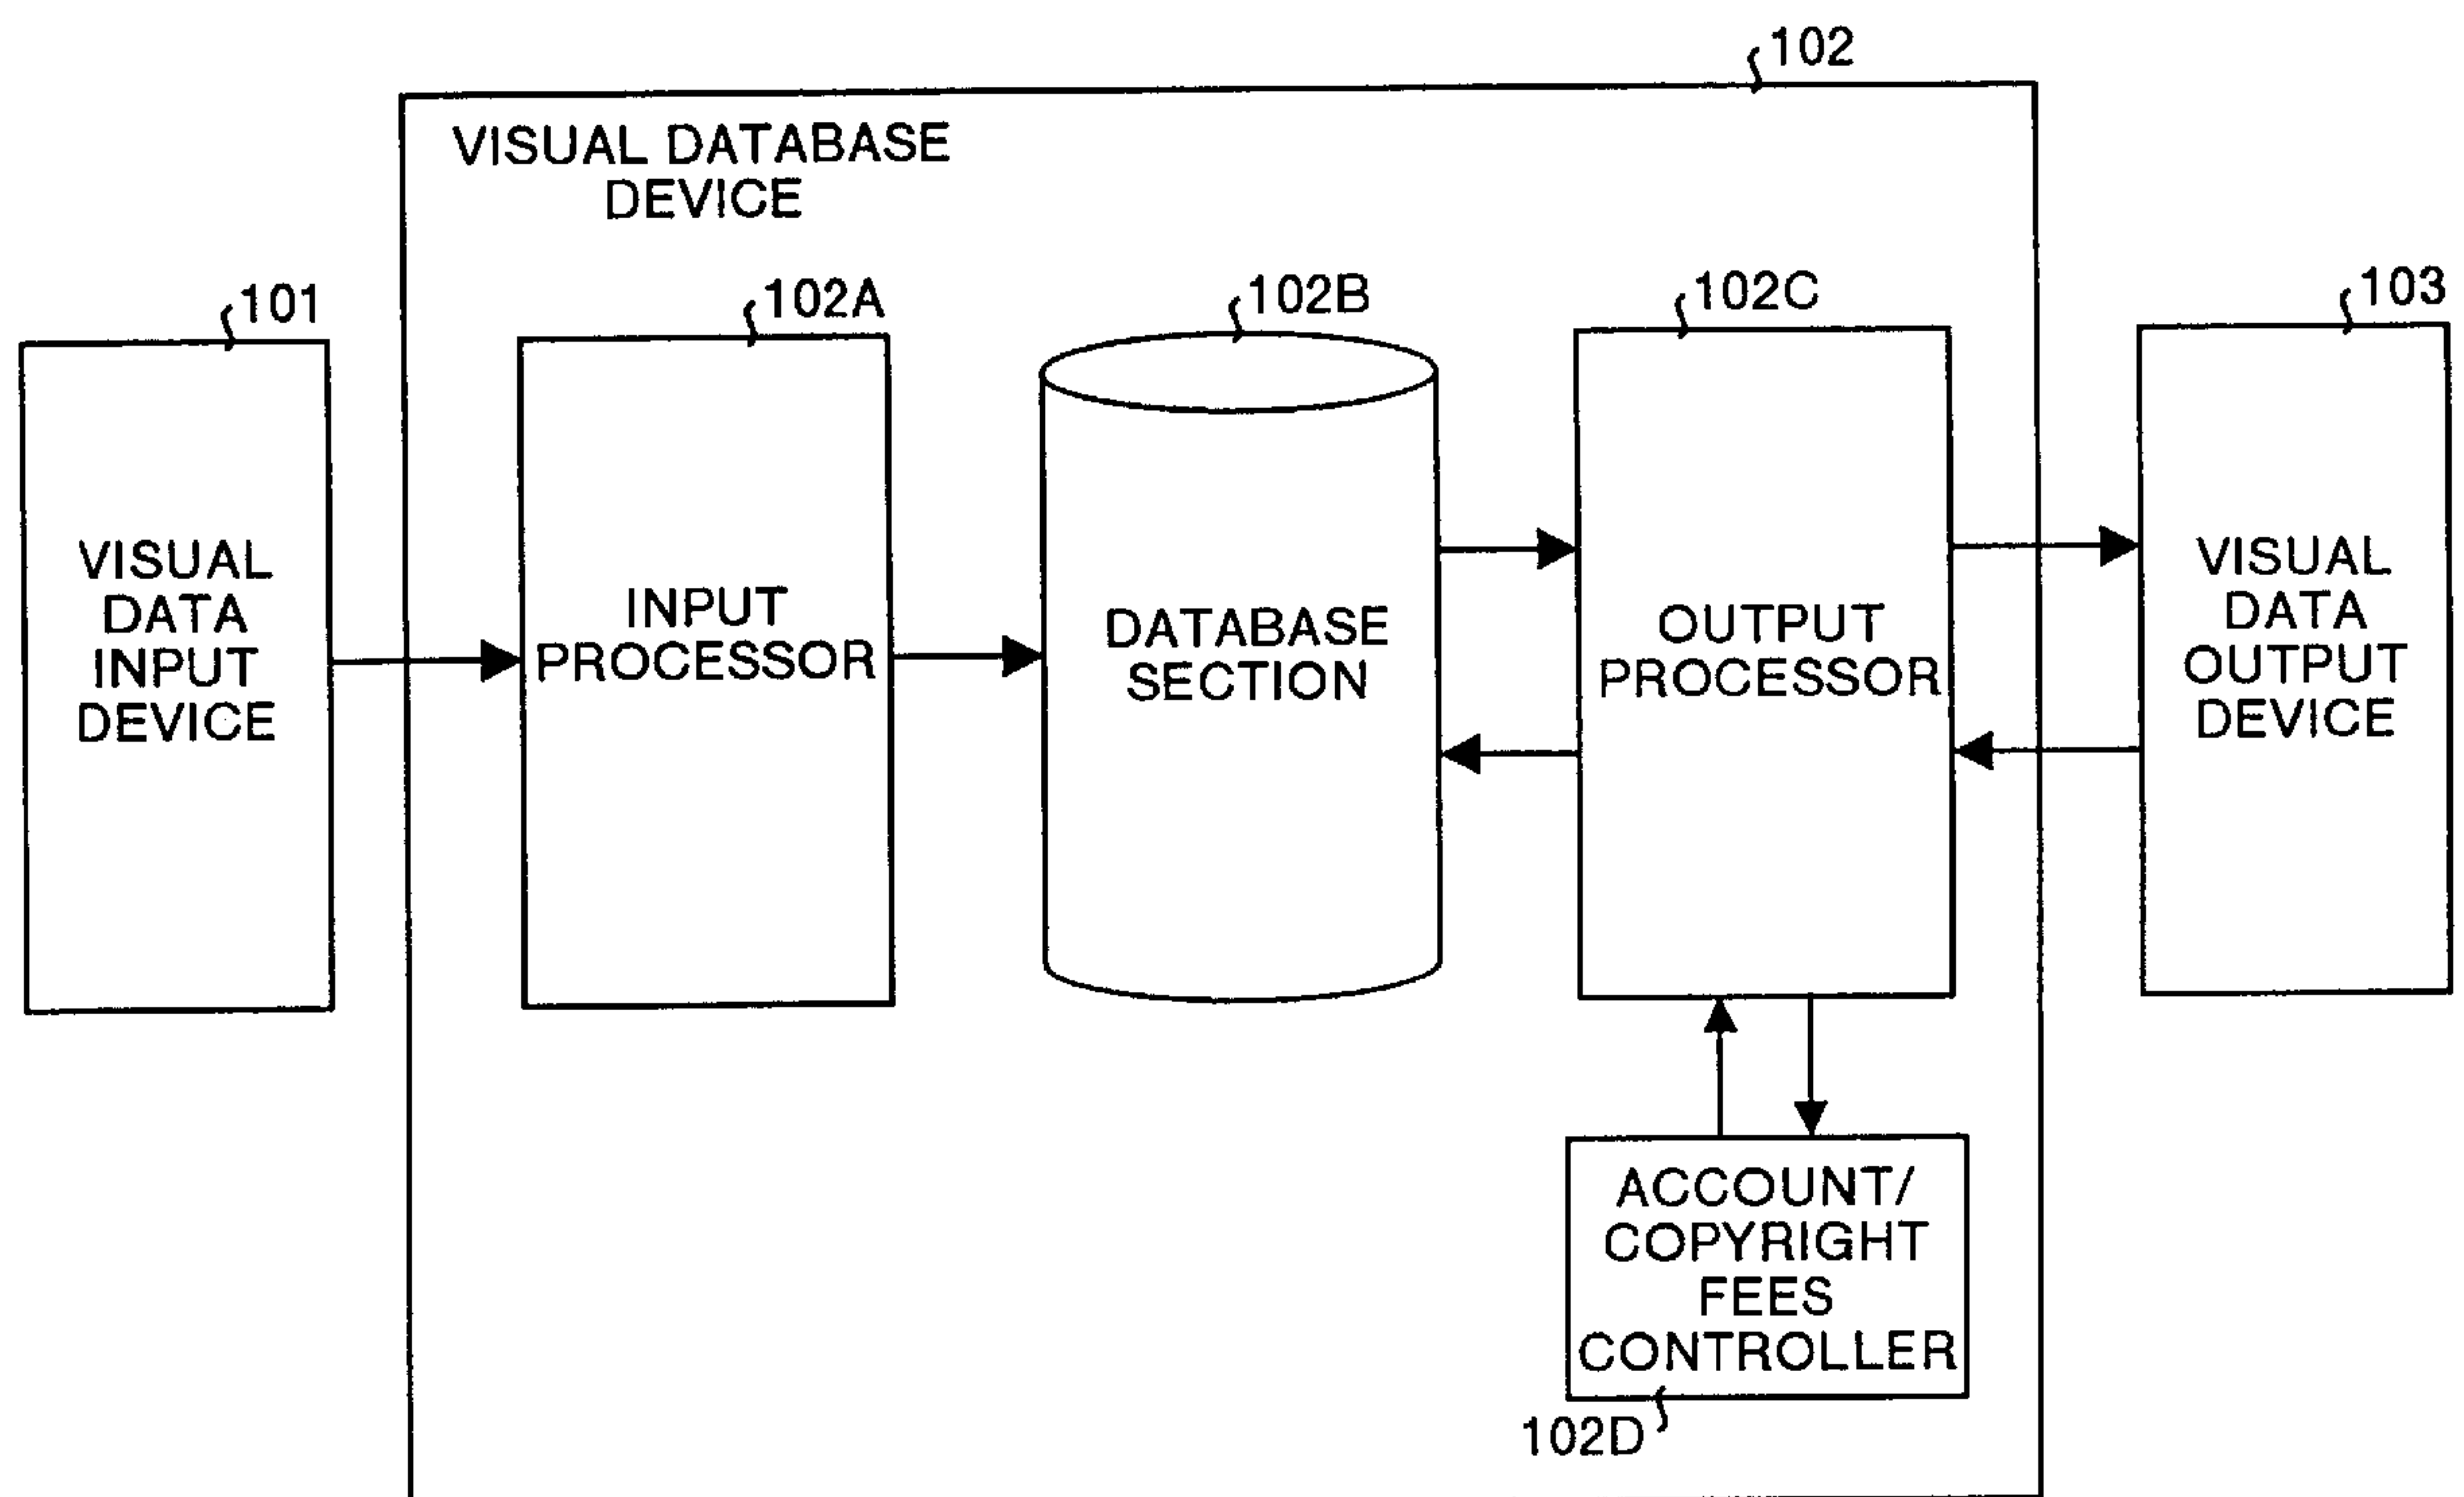 102
VISUAL DATABASE
DEVICE
101
102A
102B
102C
103
VISUAL
DATA
INPUT
DEVICE
INPUT
PROCESSOR
DATABASE
SECTION
OUTPUT
PROCESSOR
VISUAL
DATA
OUTPUT
DEVICE
ACCOUNT/
COPYRIGHT
FEES
CONTROLLER
102D